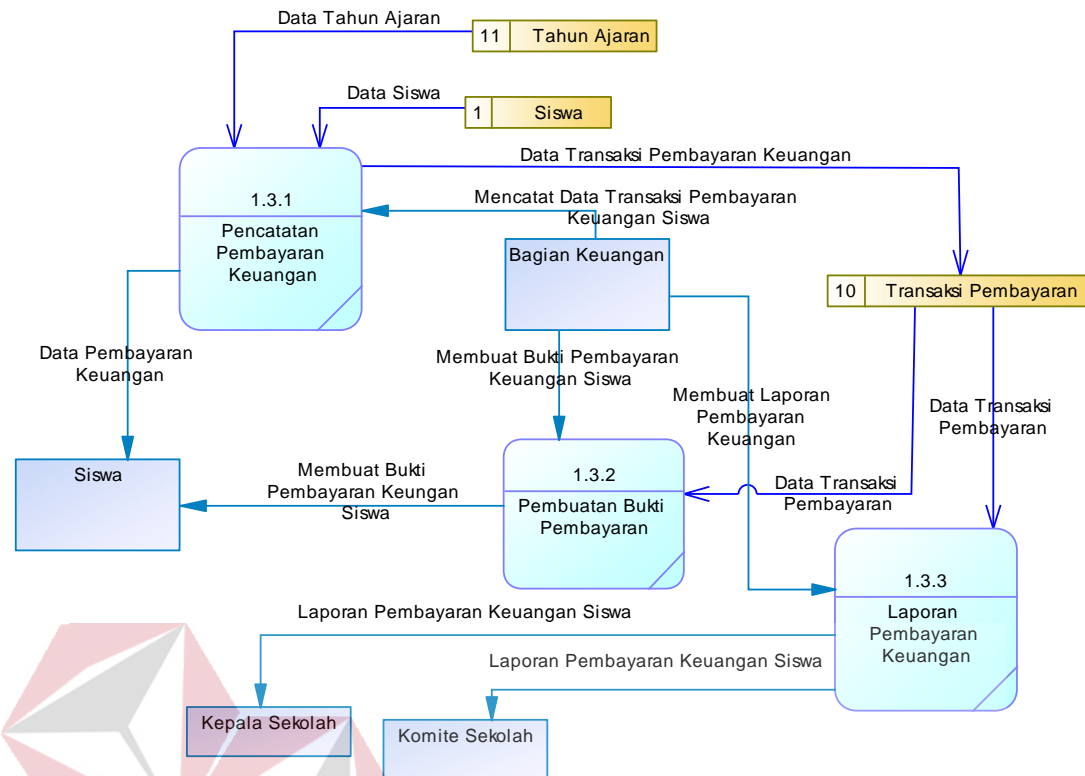 Data Tahun Ajaran
11 Tahun Ajaran
Data Siswa
1 Siswa
Data Transaksi Pembayaran Keuangan
1.3.1
Pencatatan
Pembayaran
Keuangan
Mencatat Data Transaksi Pembayaran
Keuangan Siswa
Bagian Keuangan
10 Transaksi Pembayaran
Data Pembayaran
Keuangan
Membuat Bukti Pembayaran
Keuangan Siswa
Membuat Laporan
Pembayaran
Keuangan
Data Transaksi
Pembayaran
Siswa
Membuat Bukti
Pembayaran Keungan
Siswa
1.3.2
Pembuatan Bukti
Pembayaran
Data Transaksi
Pembayaran
1.3.3
Laporan
Pembayaran
Keuangan
Laporan Pembayaran Keuangan Siswa
Laporan Pembayaran Keuangan Siswa
Kepala Sekolah
Komite Sekolah